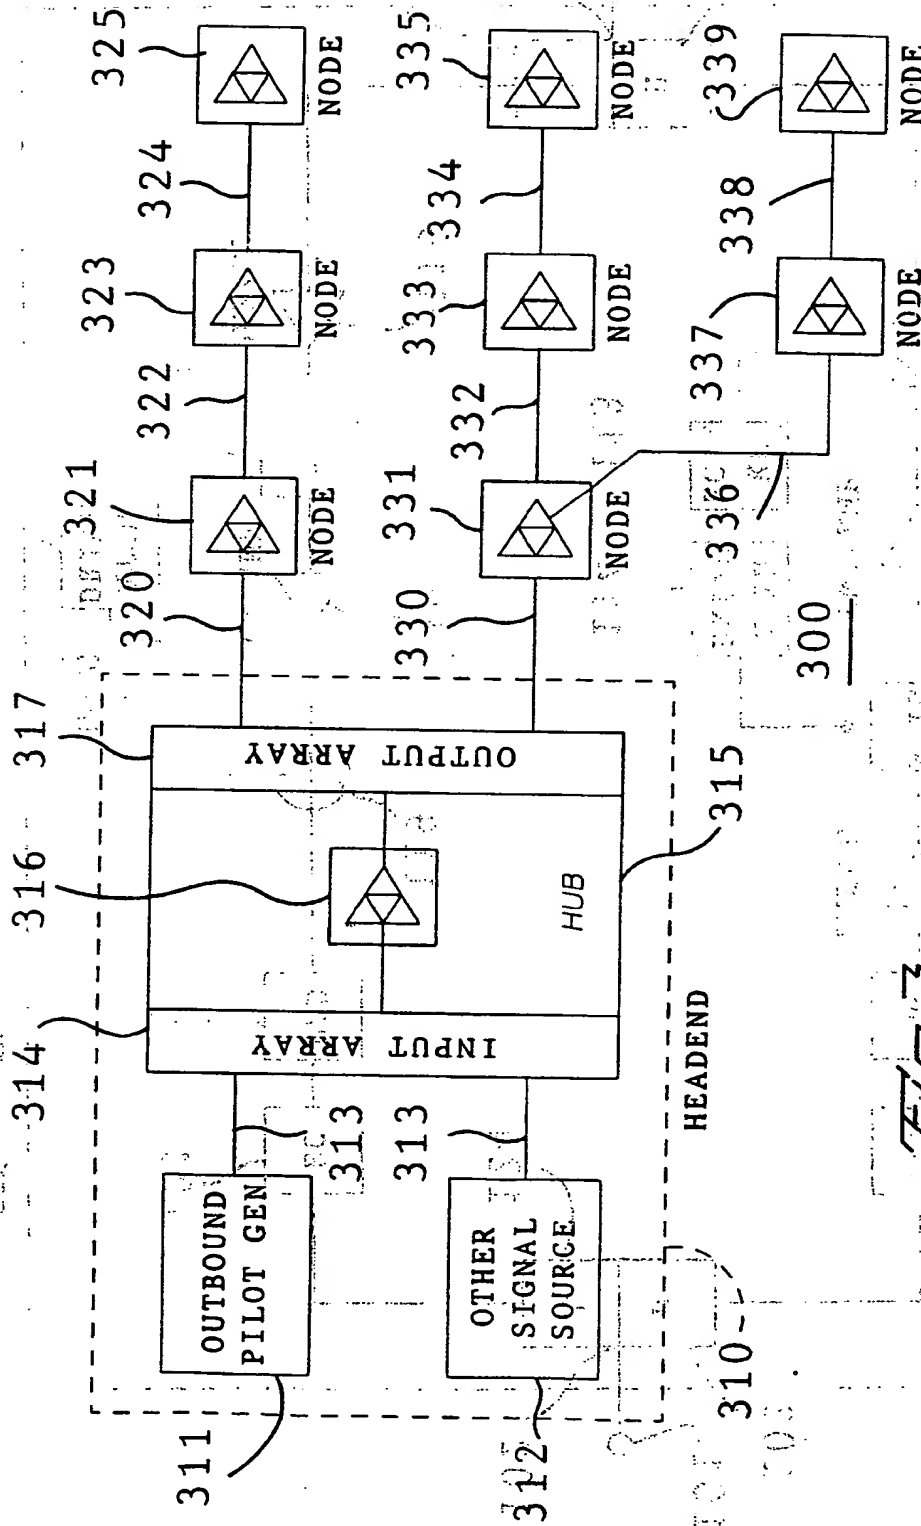 311
OUTBOUND
PILOT GEN
313
314
INPUT ARRAY
316
317
OUTPUT ARRAY
HUB
315
320
321
NODE
322
323
NODE
324
325
NODE
312
OTHER
SIGNAL
SOURCE
313
330
331
NODE
332
333
NODE
334
335
NODE
336
337
NODE
338
339
NODE
310
HEADEND
300